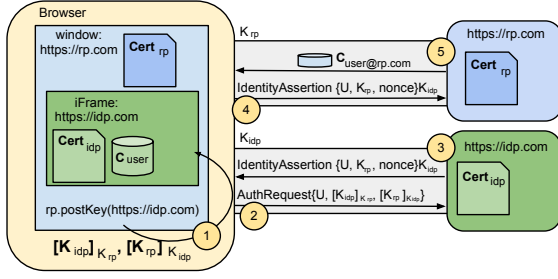 Browser
window:
https://rp.com
Cert rp
iFrame:
https://idp.com
Cert idp
C user
rp.postKey(https://idp.com)
1
[K idp] K rp, [K rp] K idp
K rp
C user@rp.com
IdentityAssertion {U, K rp, nonce}K idp
4
K idp
IdentityAssertion {U, K rp, nonce}K idp
AuthRequest{U, [K idp] K rp, [K rp] K idp}
2
5
https://rp.com
Cert rp
3
https://idp.com
Cert idp